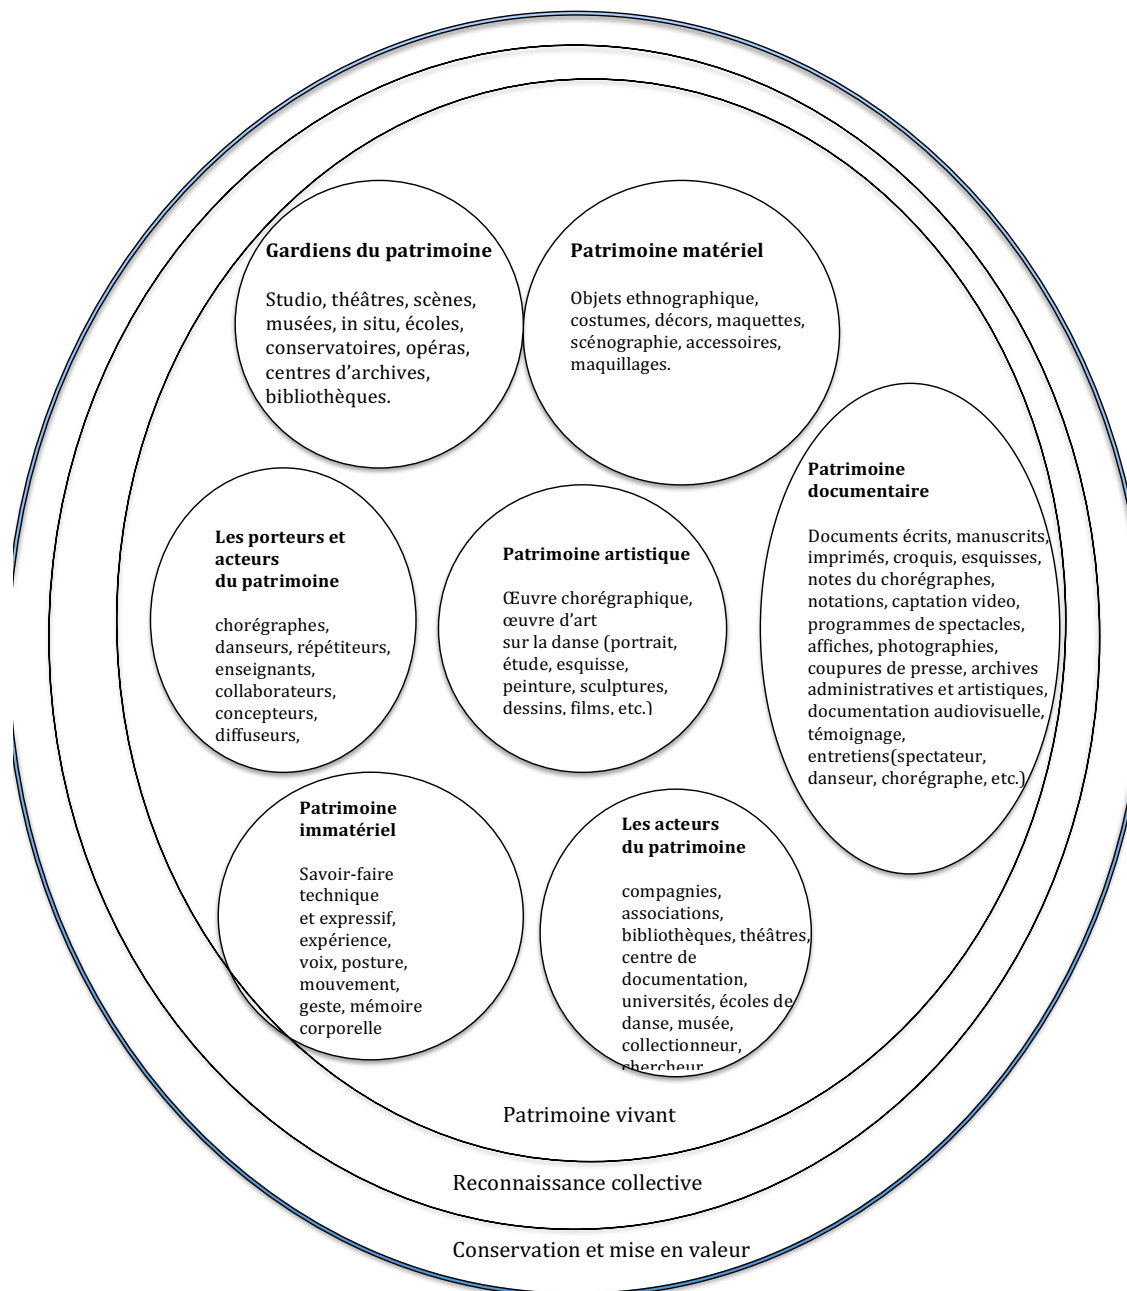 Gardiens du patrimoine
Studio, théâtres, scènes,
musées, in situ, écoles,
conservatoires, opéras,
centres d'archives,
bibliothèques.
Patrimoine matériel
Objets ethnographique,
costumes, décors, maquettes,
scénographie, accessoires,
maquillages.
Patrimoine
documentaire
Documents écrits, manuscrits,
imprimés, croquis, esquisses,
notes du chorégraphes,
notations, captation video,
programmes de spectacles,
affiches, photographies,
coupures de presse, archives
administratives et artistiques,
documentation audiovisuelle,
témoignage,
entretiens(spectateur,
danseur, chorégraphe, etc.)
Les porteurs et
acteurs
du patrimoine
chorégraphes,
danseurs, répétiteurs,
enseignants,
collaborateurs,
concepteurs,
diffuseurs,
Patrimoine artistique
Œuvre chorégraphique,
œuvre d'art
sur la danse (portrait,
étude, esquisse,
peinture, sculptures,
dessins, films, etc.)
Patrimoine
immatériel
Savoir-faire
technique
et expressif,
expérience,
voix, posture,
mouvement,
geste, mémoire
corporelle
Les acteurs
du patrimoine
compagnies,
associations,
bibliothèques, théâtres,
centre de
documentation,
universités, écoles de
danse, musée,
collectionneur,
chercheur
Patrimoine vivant
Reconnaissance collective
Conservation et mise en valeur